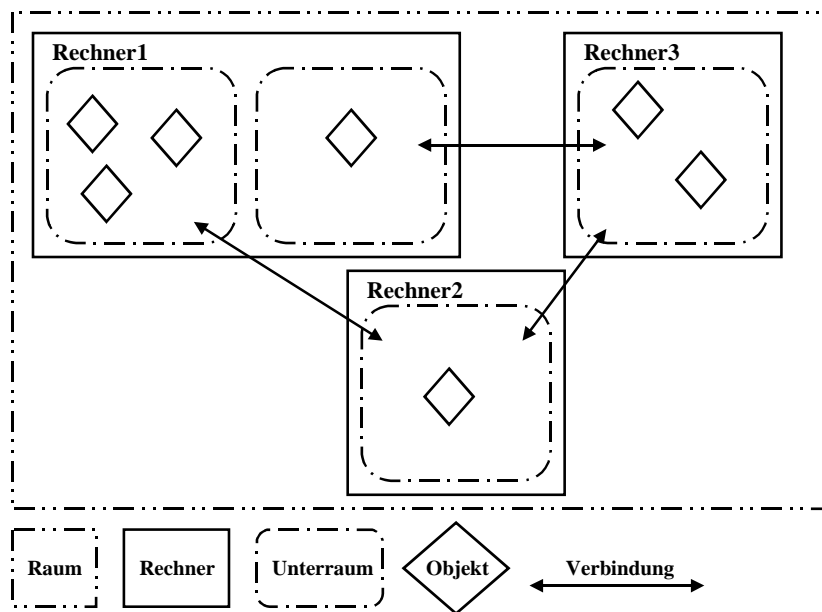 Rechner1
Rechner3
Rechner2
Raum
Rechner
Unterraum
Objekt
Verbindung